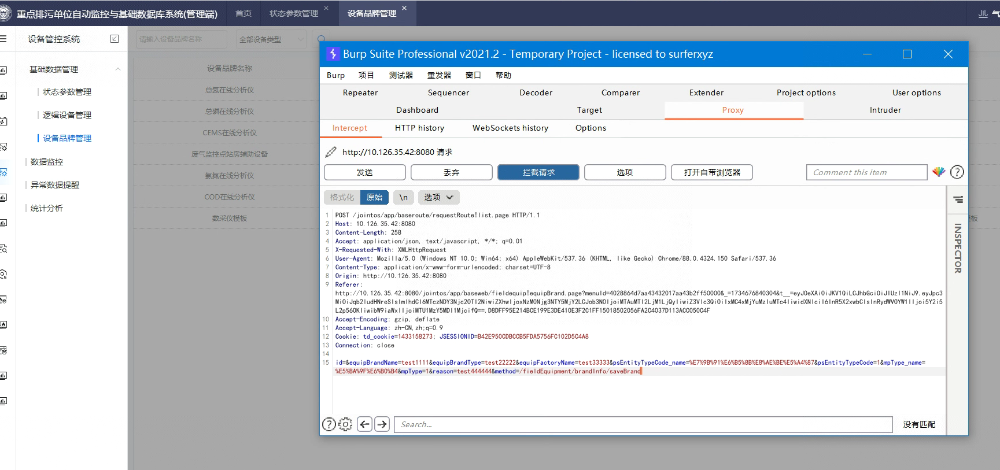 重点排污单位自动监控与基础数据库系统(管理端)
首页
状态参数管理
设备品牌管理
设备管控系统
请输入设备品牌名称
全部设备类型
基础数据管理
状态参数管理
逻辑设备管理
设备品牌管理
数据监控
异常数据提醒
统计分析
设备品牌名称
总氮在线分析仪
总磷在线分析仪
CEMS在线分析仪
废气监控点站房辅助设备
氨氮在线分析仪
COD在线分析仪
数采仪模板
Burp Suite Professional v2021.2 - Temporary Project - licensed to surferxyz
Burp 项目 测试器 重发器 窗口 帮助
Repeater Sequencer Decoder Comparer Extender Project options User options
Dashboard Target Proxy Intruder
Intercept HTTP history WebSockets history Options
http://10.126.35.42:8080 请求
发送 丢弃 拦截请求 选项 打开自带浏览器 Comment this item
格式化 原始 \n 选项
INSPECTOR
1 POST /jointos/app/baseroute/requestRoute!list.page HTTP/1.1
2 Host: 10.126.35.42:8080
3 Content-Length: 258
4 Accept: application/json, text/javascript, */*; q=0.01
5 X-Requested-With: XMLHttpRequest
6 User-Agent: Mozilla/5.0 (Windows NT 10.0; Win64; x64) AppleWebKit/537.36 (KHTML, like Gecko) Chrome/88.0.4324.150 Safari/537.36
7 Content-Type: application/x-www-form-urlencoded; charset=UTF-8
8 Origin: http://10.126.35.42:8080
9 Referer:
http://10.126.35.42:8080/jointos/app/baseweb/fieldequip!equipBrand.page?menuId=4028864d7aa43432017aa43b2ff50000&_=1734676840304&t__=
10 Accept-Encoding: gzip, deflate
11 Accept-Language: zh-CN,zh;q=0.9
12 Cookie: td_cookie=1433158273; JSESSIONID=B42E950CDBCCB5FDA5756FC102D5C4A8
13 Connection: close
14
15 id=&equipBrandName=test1111&equipBrandType=test22222&equipFactoryName=test33333&psEntityTypeCode_name=%E7%9B%91%E6%B5%8B%E8%AE%BE%E5%A4%87&psEntityTypeCode=1&mpType_name=
%E5%BA%9F%E6%B0%B4&mpType=1&reason=test444444&method=/fieldEquipment/brandInfo/saveBrand
Search...
没有匹配